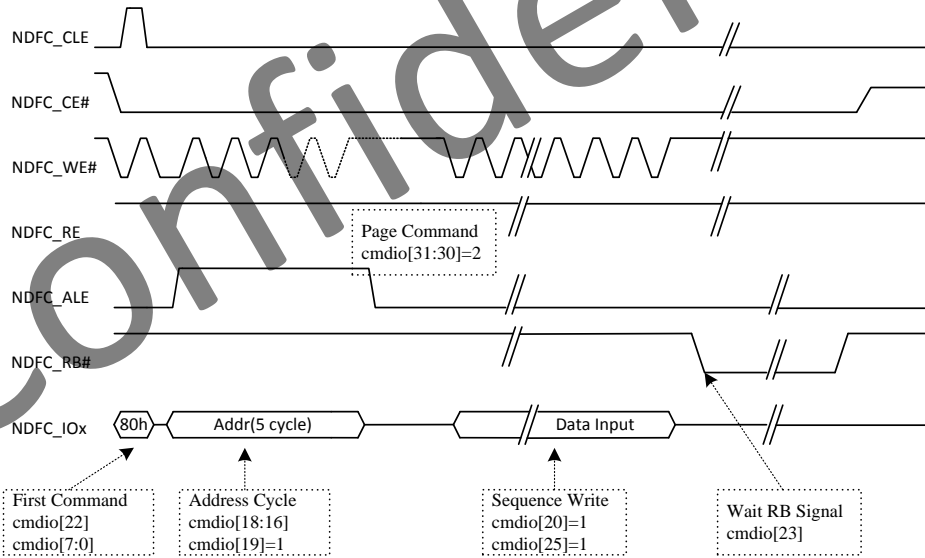 NDFC_CLE
NDFC_CE#
NDFC_WE#
NDFC_RE
Page Command
cmdio[31:30]=2
NDFC_ALE
NDFC_RB#
NDFC_IOx
80h
Addr(5 cycle)
Data Input
First Command
cmdio[22]
cmdio[7:0]
Address Cycle
cmdio[18:16]
cmdio[19]=1
Sequence Write
cmdio[20]=1
cmdio[25]=1
Wait RB Signal
cmdio[23]
Confiden